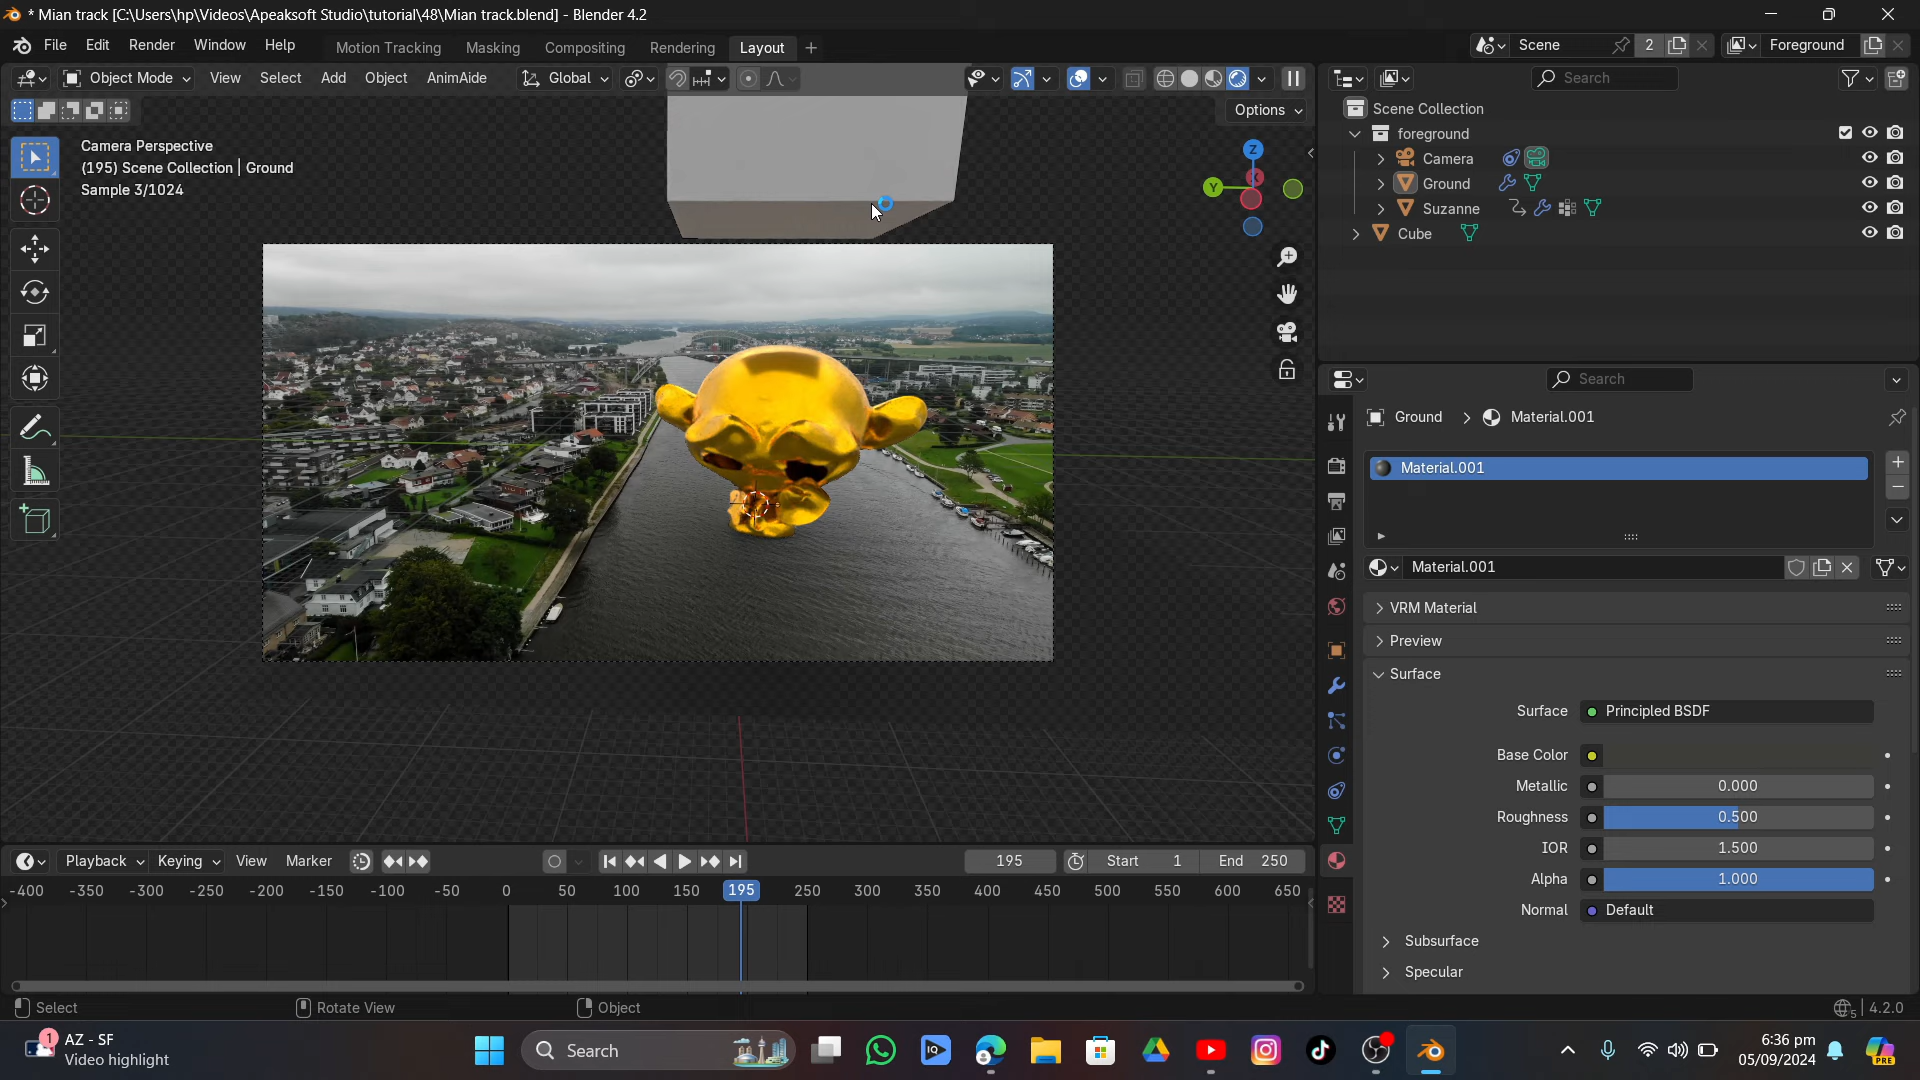 * Mian track [C:\Users\hp\Videos\Apeaksoft Studio\tutorial\48\Mian track.blend] - Blender 4.2
File Edit Render Window Help
Motion Tracking Masking Compositing Rendering Layout
Scene 2 Foreground
Object Mode View Select Add Object AnimAide Global
Search
Options
Camera Perspective
(195) Scene Collection | Ground
Sample 3/1024
Z
Y
Scene Collection
foreground
Camera
Ground
Suzanne
Cube
Search
Ground > Material.001
Material.001
Material.001
VRM Material
Preview
Surface
Surface Principled BSDF
Base Color
Metallic 0.000
Roughness 0.500
IOR 1.500
Alpha 1.000
Normal Default
Subsurface
Specular
Playback Keying View Marker 195 Start 1 End 250
-400 -350 -300 -250 -200 -150 -100 -50 0 50 100 150 195 250 300 350 400 450 500 550 600 650
Select Rotate View Object 5 4.2.0
1 AZ - SF
Video highlight
Search
IQ
PRE
6:36 pm
05/09/2024